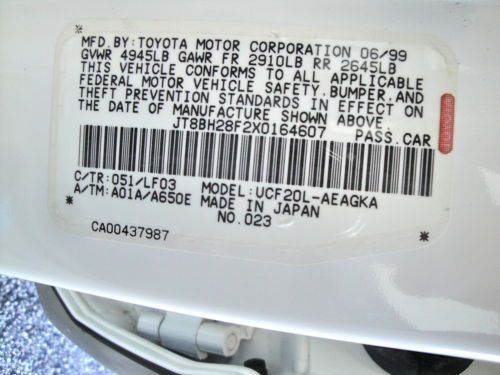 MFD.BY:TOYOTA MOTOR CORPORATION 06/99
GVWR 4945LB GAWR FR 2910LB RR 2645LB
THIS VEHICLE CONFORMS TO ALL APPLICABLE
FEDERAL MOTOR VEHICLE SAFETY.BUMPER.AND
THEFT PREVENTION STANDARDS IN EFFECT ON
THE DATE OF MANUFACTURE SHOWN ABOVE.
JT8BH28F2X0164607 PASS.CAR
C/TR:051/LF03 MODEL:UCF20L-AEAGKA
A/TM:A01A/A650E MADE IN JAPAN
NO.023
CA00437987